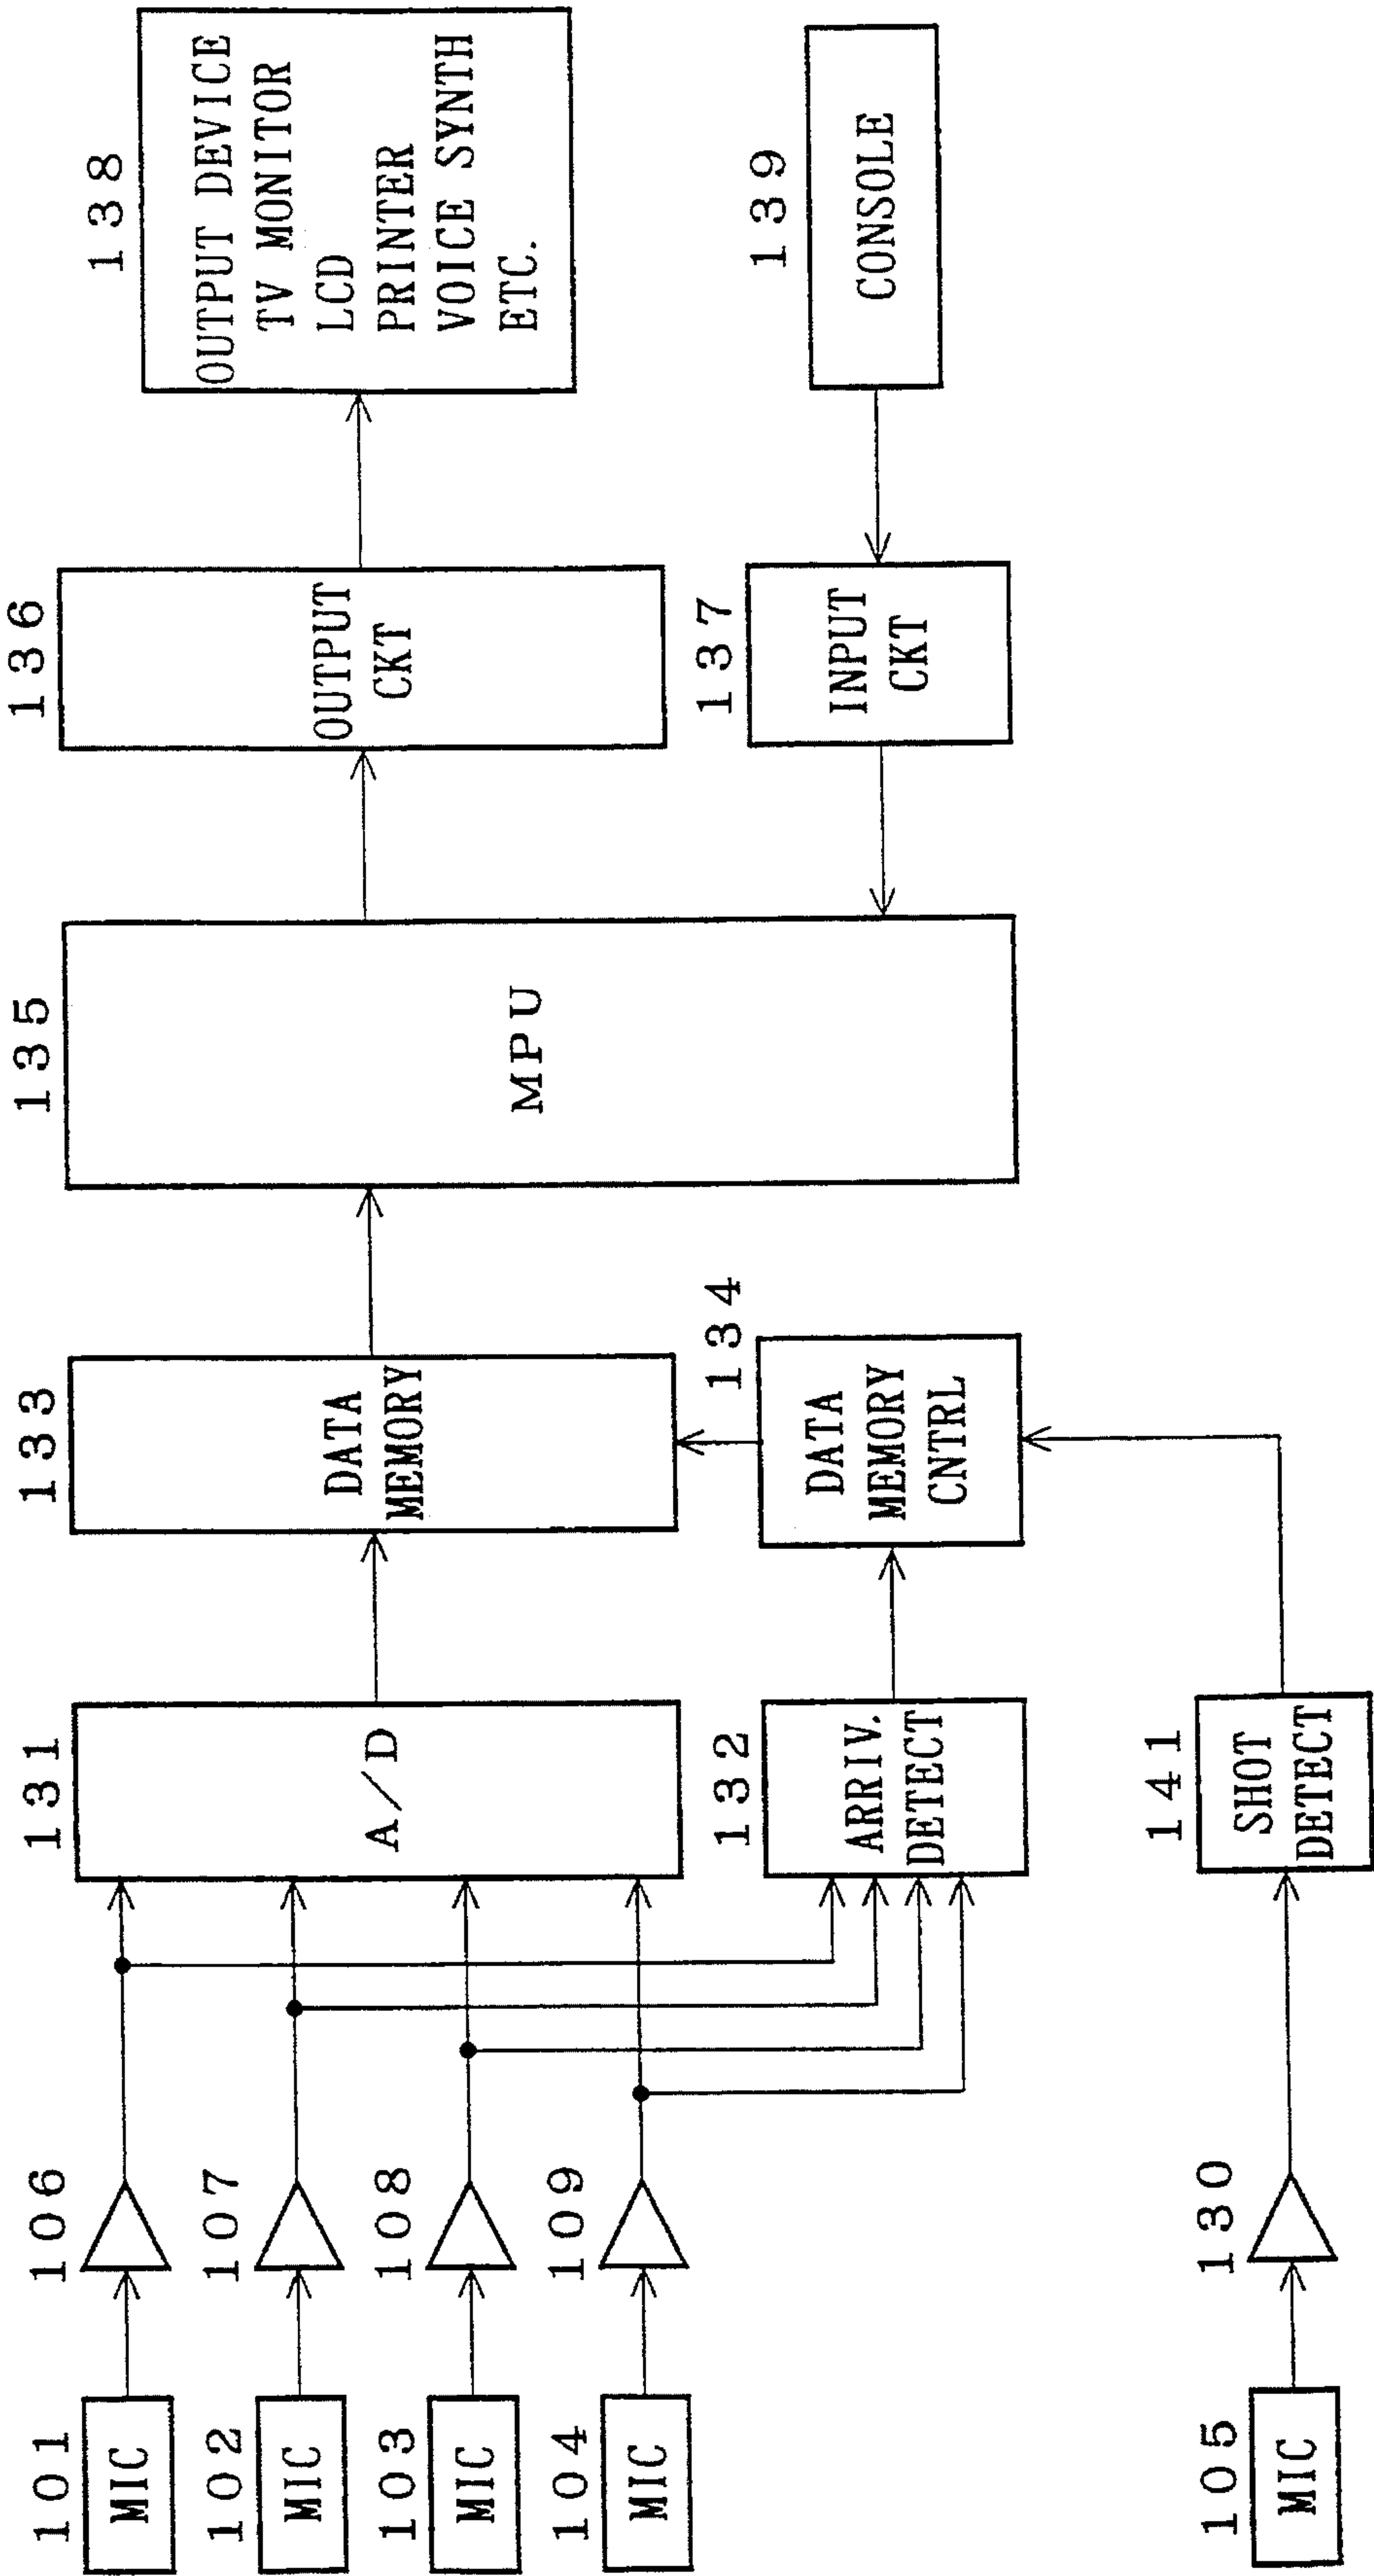 101
MIC
102
MIC
103
MIC
104
MIC
105
MIC
106
107
108
109
130
131
A/D
132
ARRIV.
DETECT
141
SHOT
DETECT
133
DATA
MEMORY
134
DATA
MEMORY
CNTRL
135
MPU
136
OUTPUT
CKT
137
INPUT
CKT
138
OUTPUT DEVICE
TV MONITOR
LCD
PRINTER
VOICE SYNTH
ETC.
139
CONSOLE